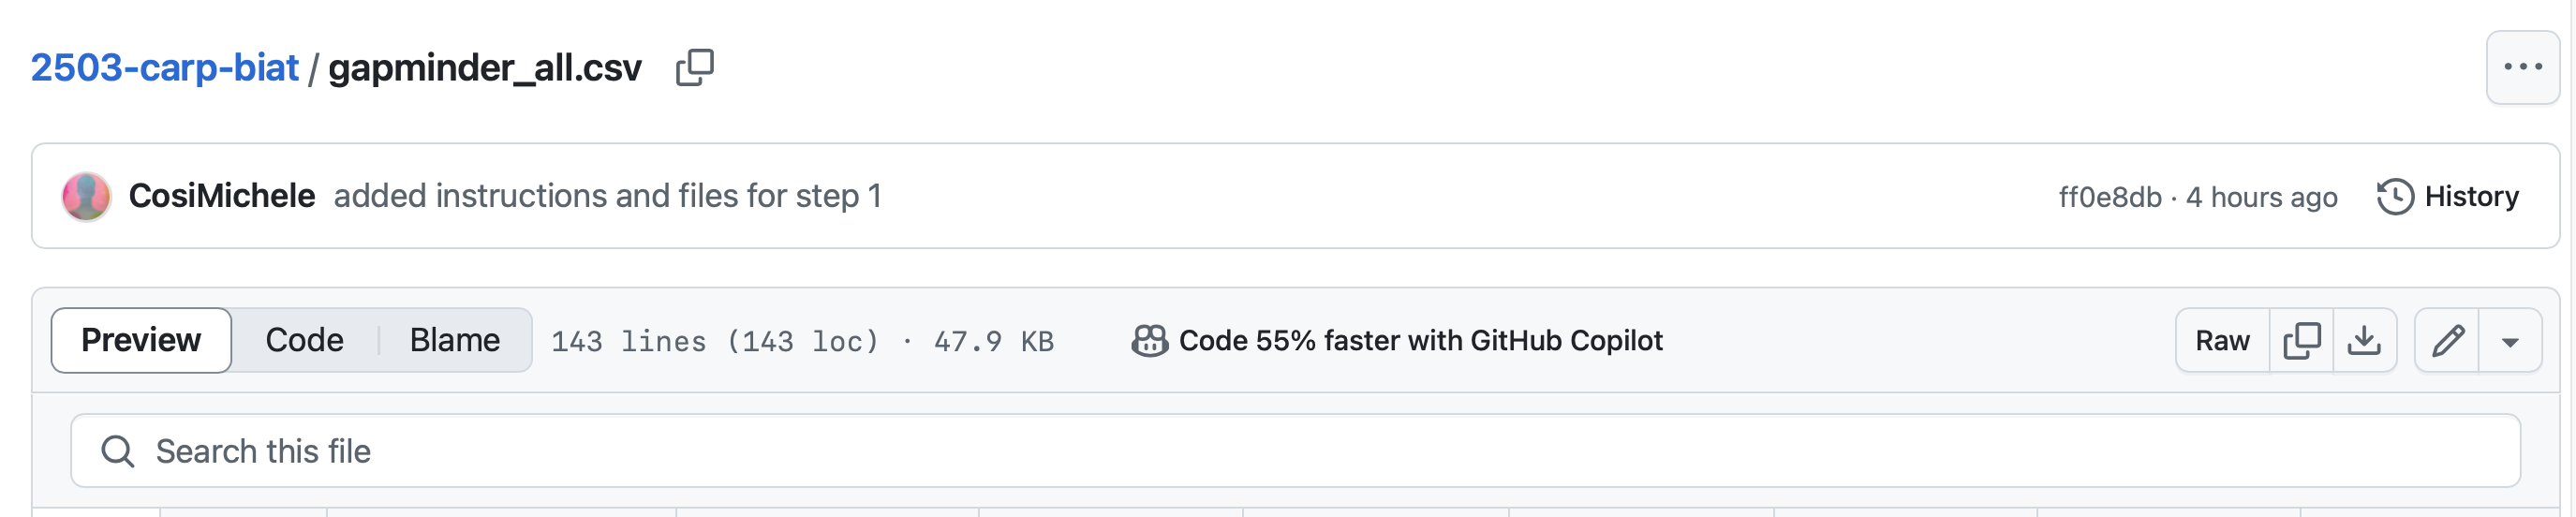 2503-carp-biat / gapminder_all.csv
CosiMichele added instructions and files for step 1 ff0e8db · 4 hours ago History
Preview Code Blame 143 lines (143 loc) · 47.9 KB Code 55% faster with GitHub Copilot Raw
Search this file